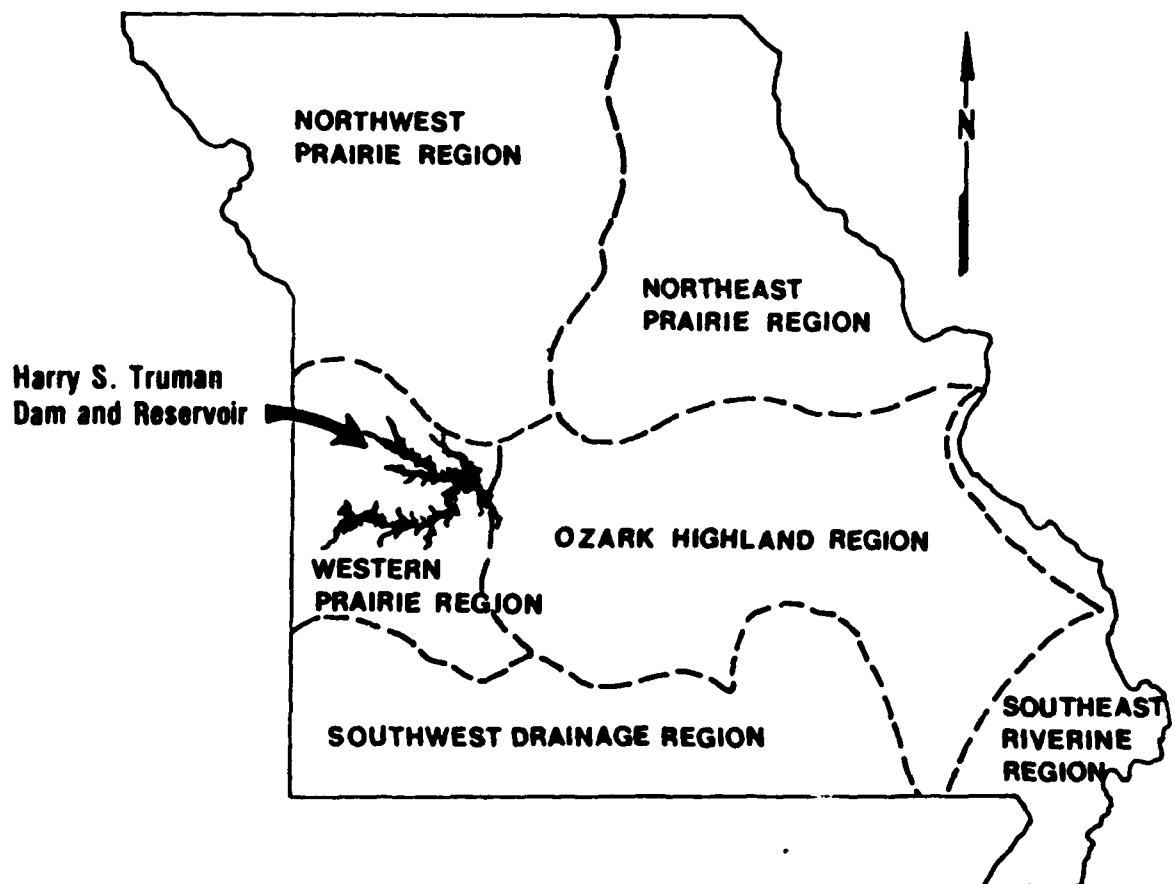 NORTHWEST
PRAIRIE REGION
N
NORTHEAST
PRAIRIE REGION
Harry S. Truman
Dam and Reservoir
OZARK HIGHLAND REGION
WESTERN
PRAIRIE REGION
SOUTHWEST DRAINAGE REGION
SOUTHEAST
RIVERINE
REGION